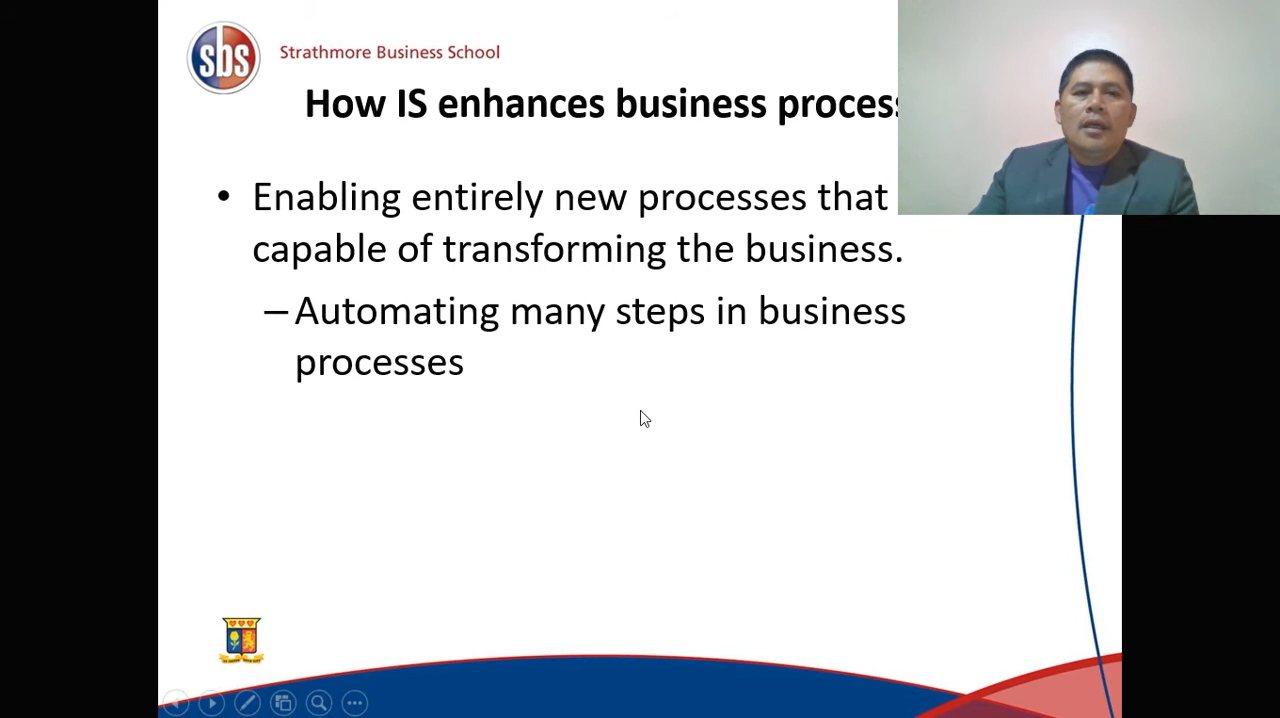 sbs
Strathmore Business School
How IS enhances business proces
• Enabling entirely new processes that
capable of transforming the business.
– Automating many steps in business
processes